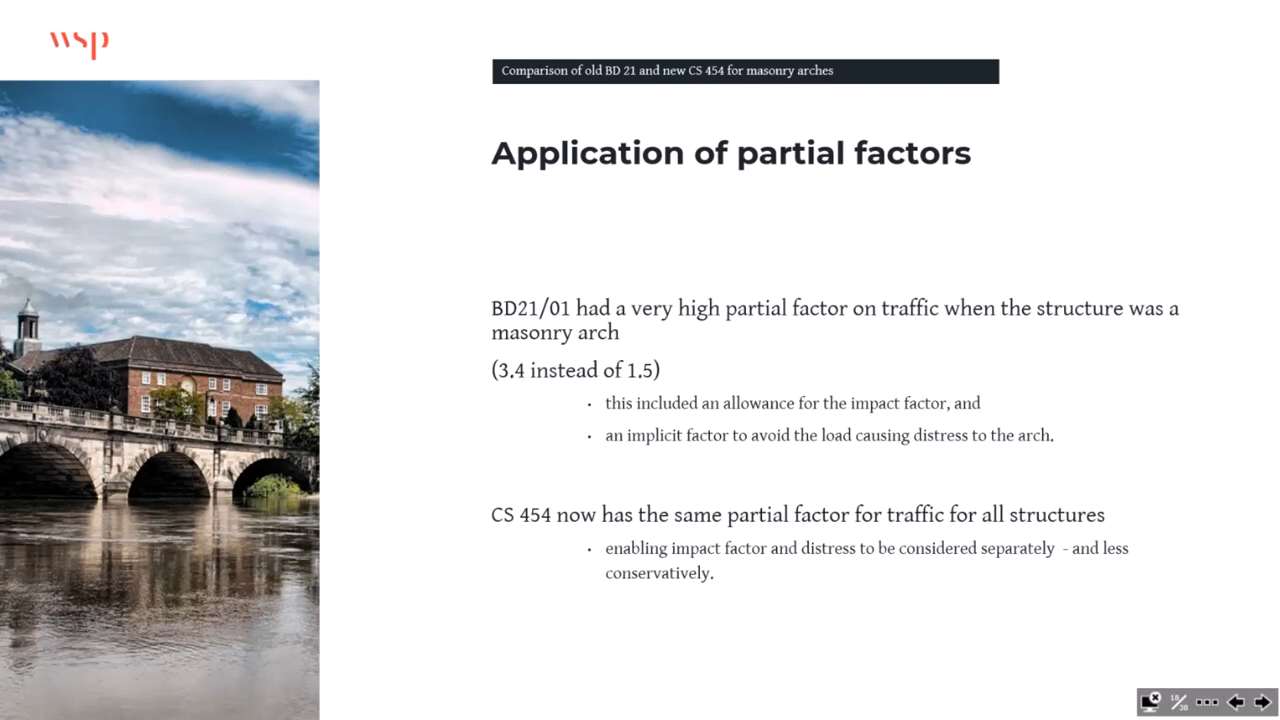 wsp
Comparison of old BD 21 and new CS 454 for masonry arches
Application of partial factors
BD21/01 had a very high partial factor on traffic when the structure was a
masonry arch
(3.4 instead of 1.5)
• this included an allowance for the impact factor, and
• an implicit factor to avoid the load causing distress to the arch.
CS 454 now has the same partial factor for traffic for all structures
• enabling impact factor and distress to be considered separately - and less
conservatively.
18/38